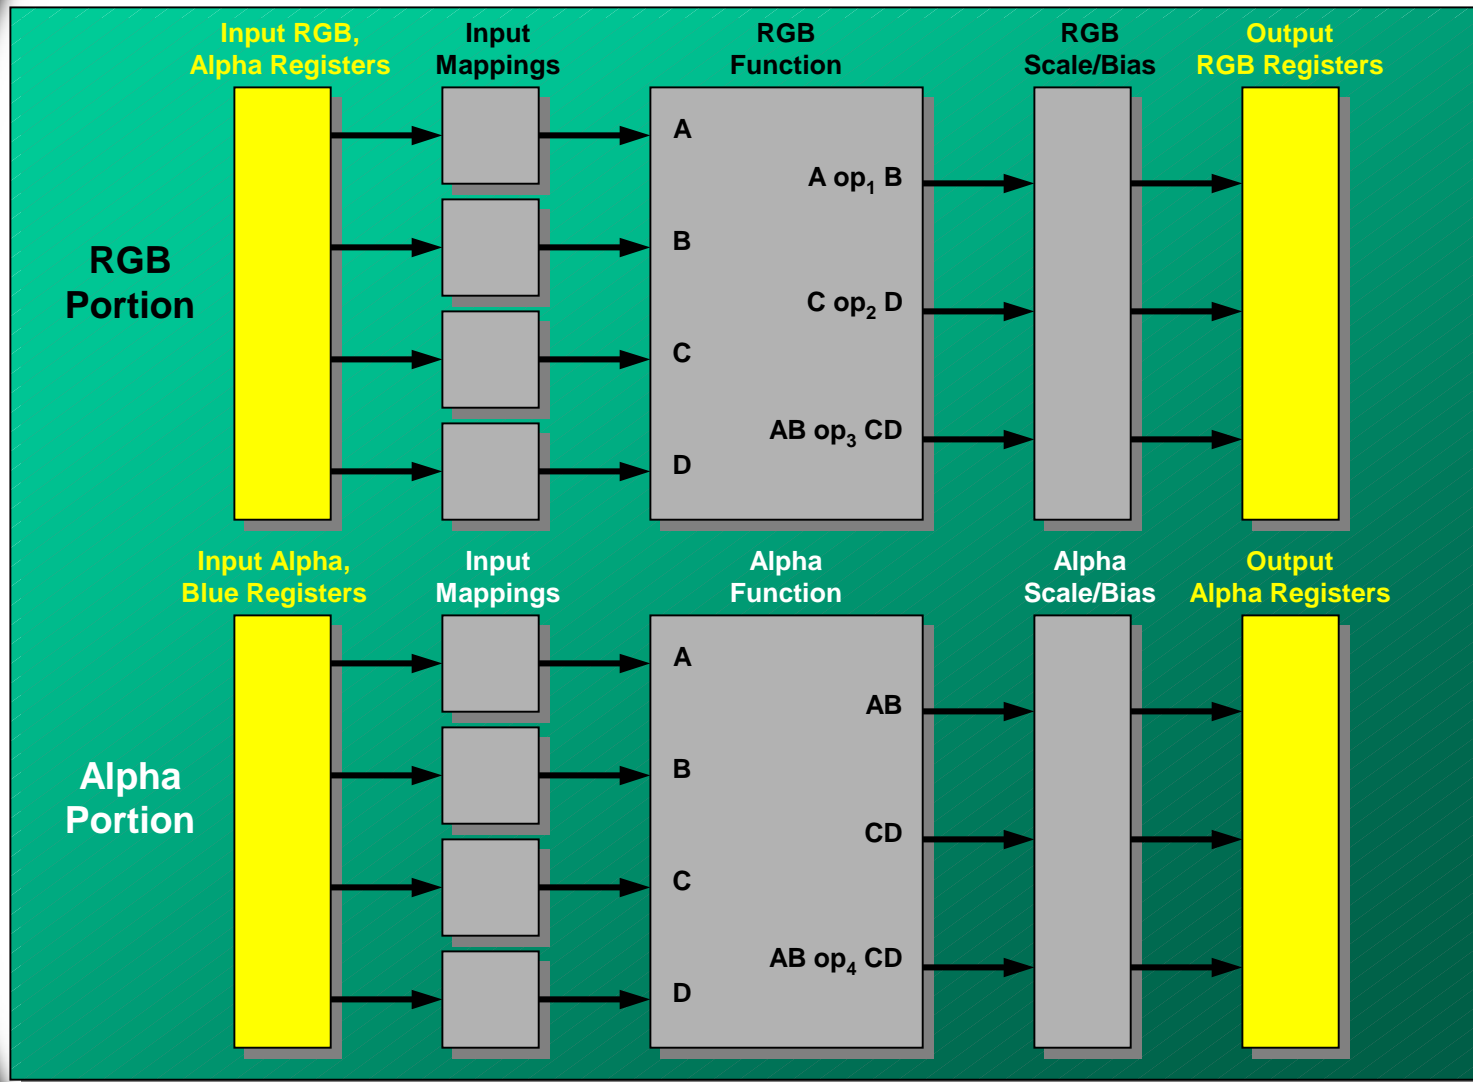 Input RGB,
Alpha Registers
Input
Mappings
RGB
Function
RGB
Scale/Bias
Output
RGB Registers
RGB
Portion
A
B
C
D
A op₁ B
C op₂ D
AB op₃ CD
Input Alpha,
Blue Registers
Input
Mappings
Alpha
Function
Alpha
Scale/Bias
Output
Alpha Registers
Alpha
Portion
A
B
C
D
AB
CD
AB op₄ CD